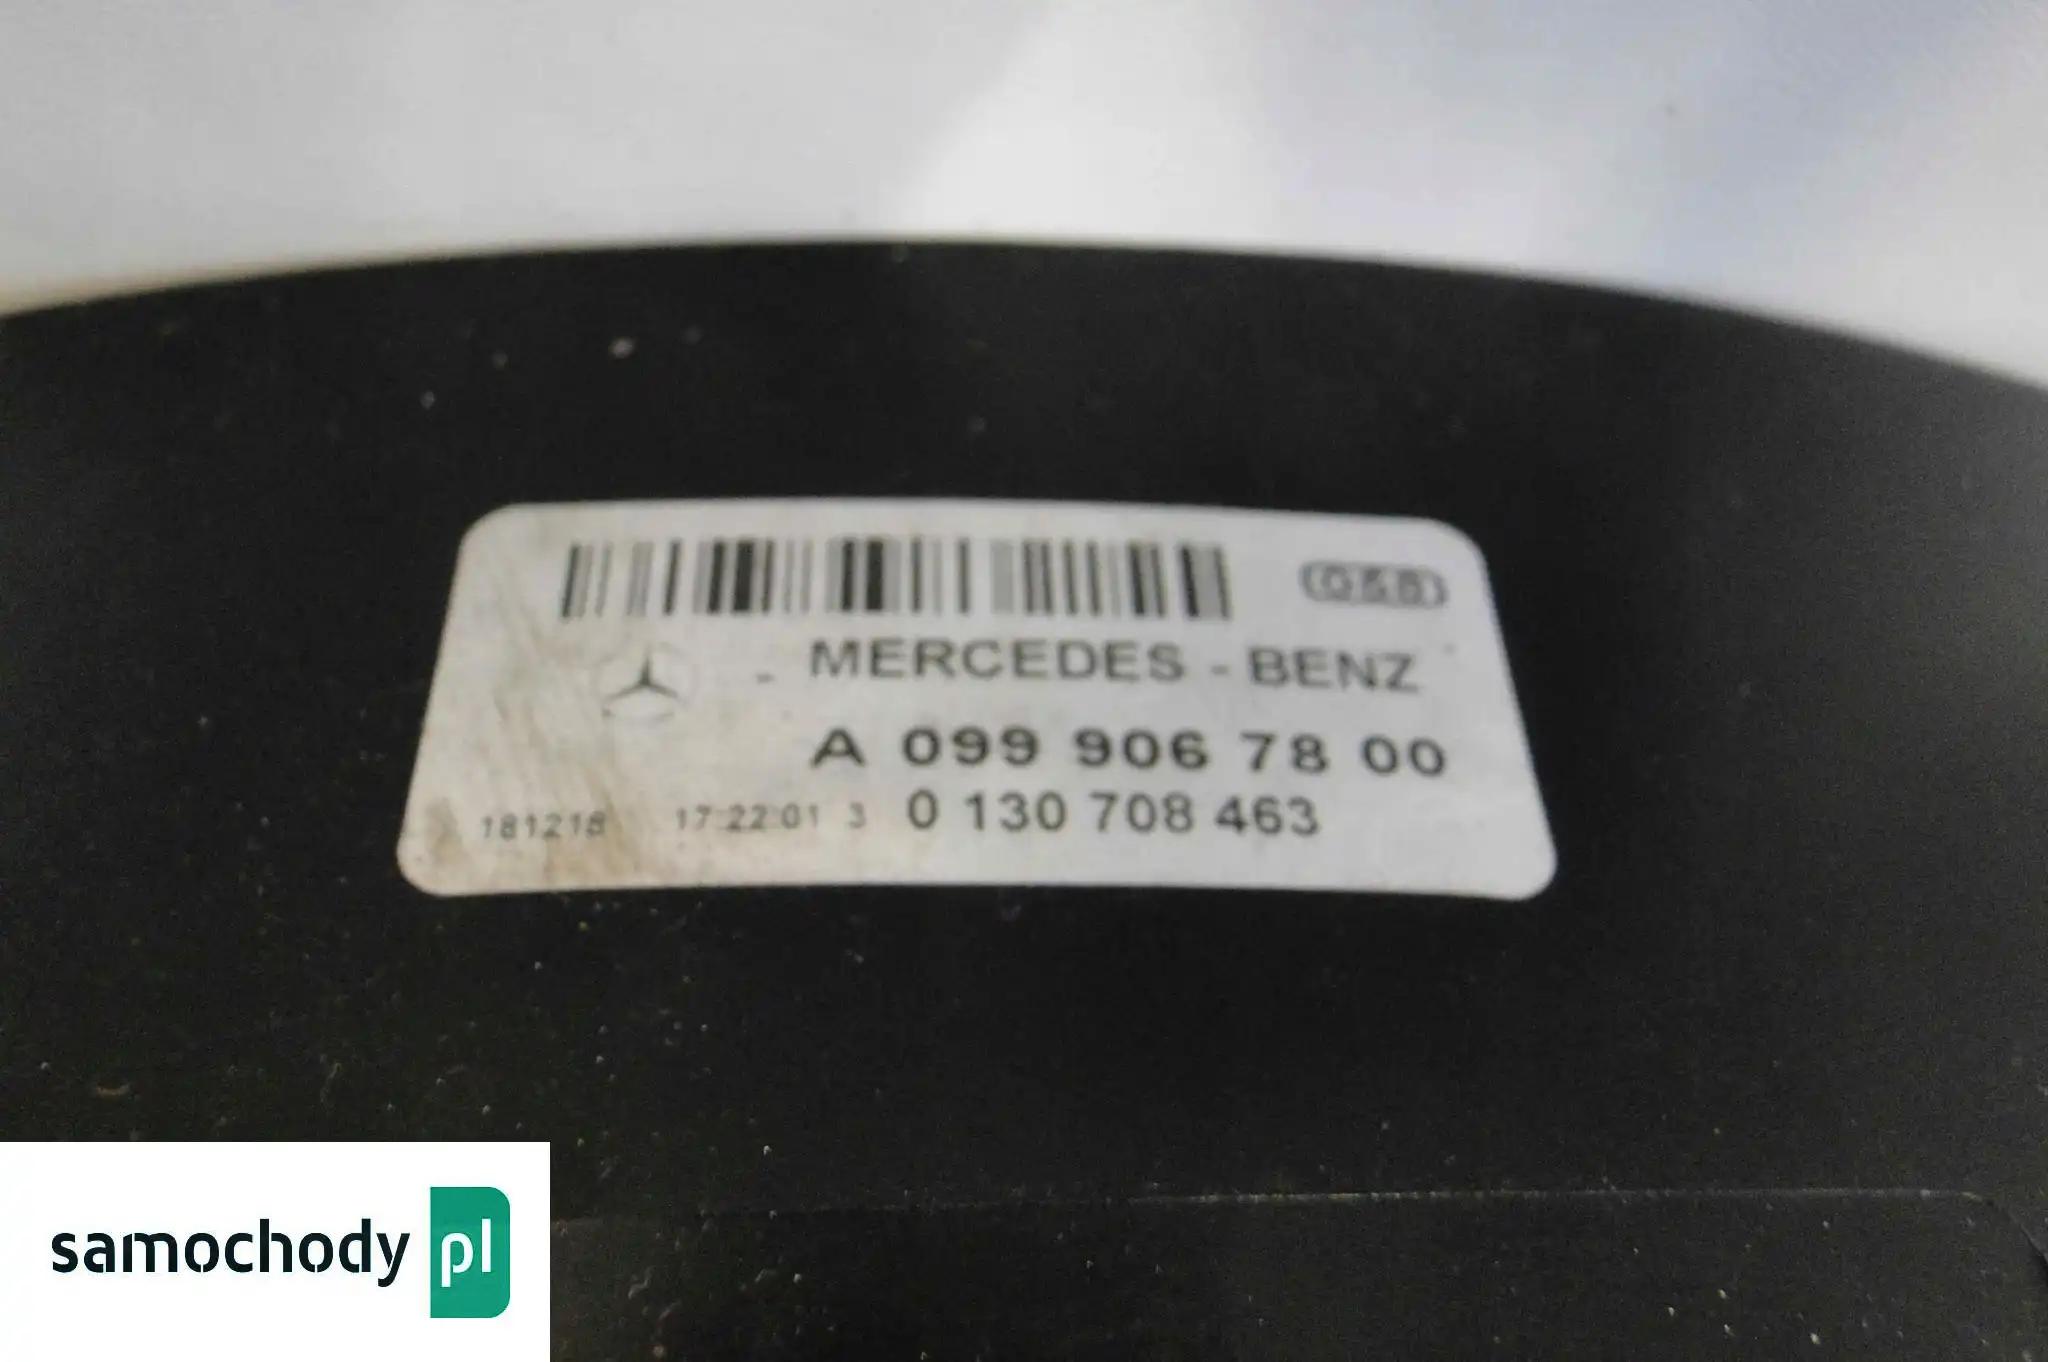 MERCEDES - BENZ
A 099 906 78 00
181218 17:22:01 3 0 130 708 463
samochody pl